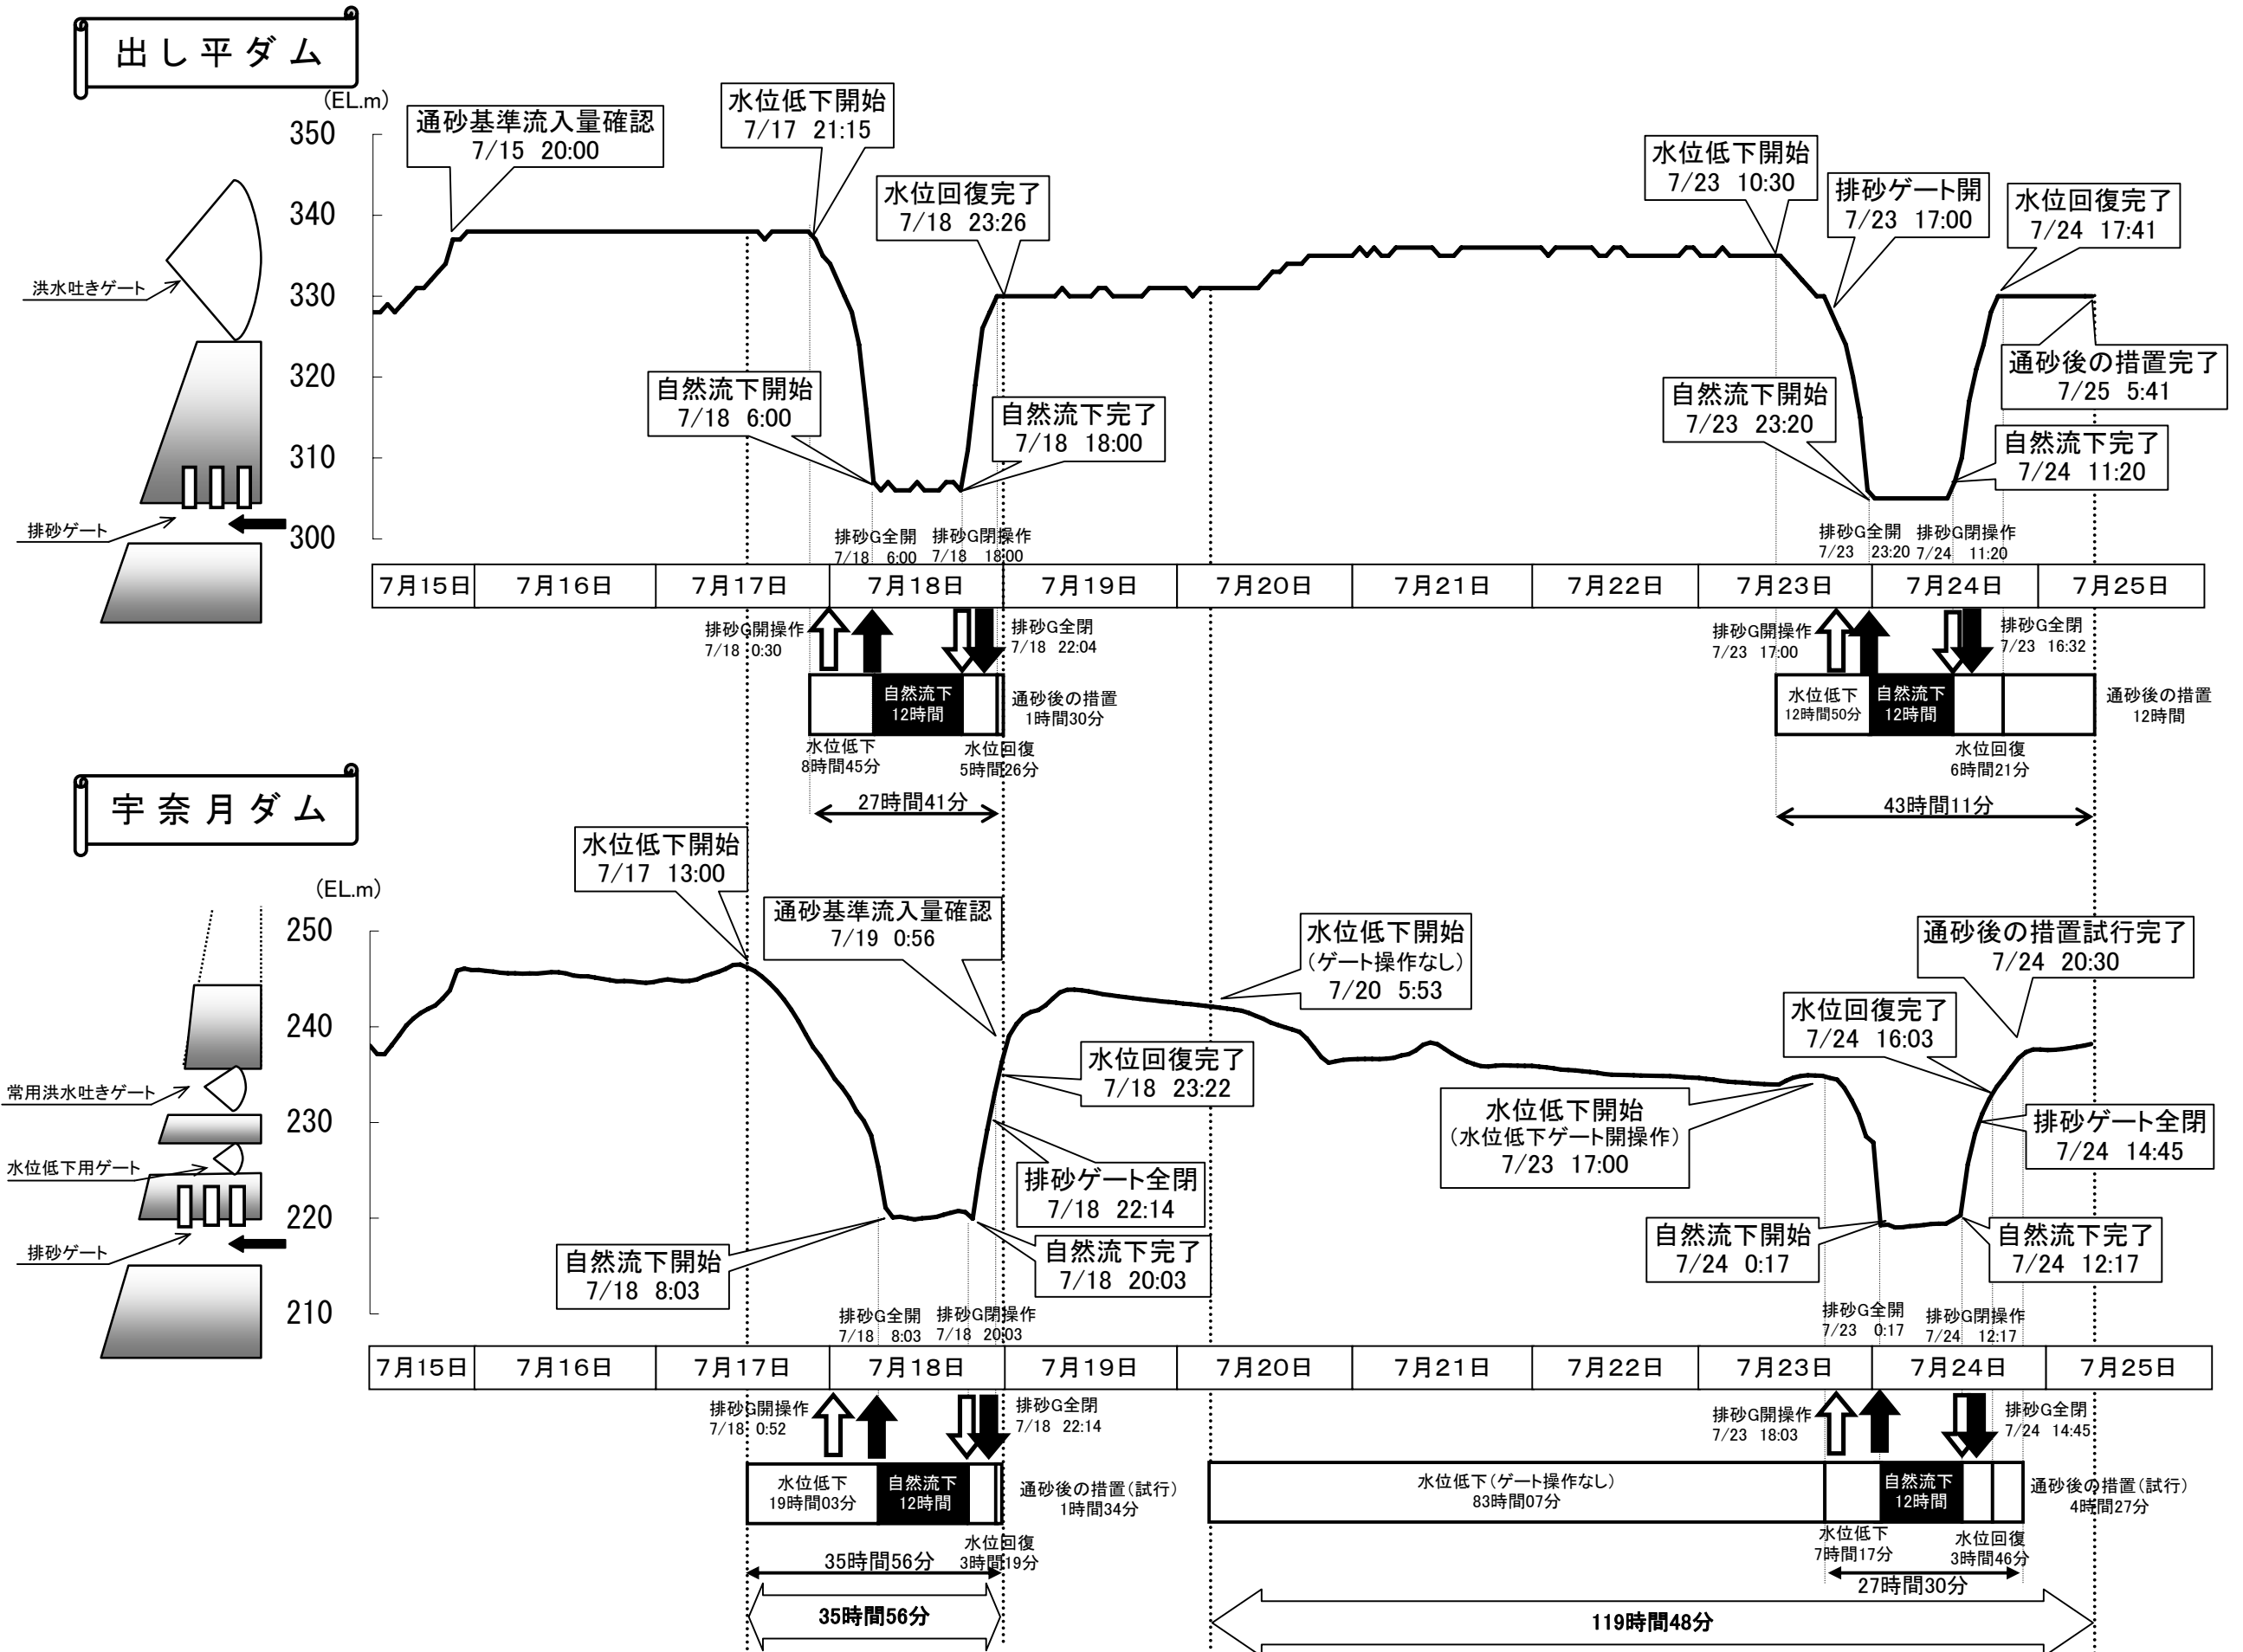 出し平ダム
(EL.m)
350
340
330
320
310
300
通砂基準流入量確認
7/15 20:00
水位低下開始
7/17 21:15
水位回復完了
7/18 23:26
水位低下開始
7/23 10:30
排砂ゲート開
7/23 17:00
水位回復完了
7/24 17:41
洪水吐きゲート
自然流下開始
7/18 6:00
自然流下完了
7/18 18:00
自然流下開始
7/23 23:20
通砂後の措置完了
7/25 5:41
自然流下完了
7/24 11:20
排砂ゲート
排砂G全開
7/18 6:00
排砂G閉操作
7/18 18:00
排砂G全開
7/23 23:20
排砂G閉操作
7/24 11:20
7月15日 7月16日 7月17日 7月18日 7月19日 7月20日 7月21日 7月22日 7月23日 7月24日 7月25日
排砂G開操作
7/18 0:30
排砂G全閉
7/18 22:04
排砂G開操作
7/23 17:00
排砂G全閉
7/23 16:32
自然流下
12時間
通砂後の措置
1時間30分
水位低下
8時間45分
水位回復
5時間26分
27時間41分
水位低下
12時間50分
自然流下
12時間
通砂後の措置
12時間
水位回復
6時間21分
43時間11分
宇奈月ダム
(EL.m)
250
240
230
220
210
水位低下開始
7/17 13:00
通砂基準流入量確認
7/19 0:56
水位低下開始
(ゲート操作なし)
7/20 5:53
通砂後の措置試行完了
7/24 20:30
水位回復完了
7/24 16:03
水位回復完了
7/18 23:22
水位低下開始
(水位低下ゲート開操作)
7/23 17:00
排砂ゲート全閉
7/24 14:45
排砂ゲート全閉
7/18 22:14
常用洪水吐きゲート
水位低下用ゲート
排砂ゲート
自然流下開始
7/18 8:03
自然流下完了
7/18 20:03
自然流下開始
7/24 0:17
自然流下完了
7/24 12:17
排砂G全開
7/18 8:03
排砂G閉操作
7/18 20:03
排砂G全開
7/23 0:17
排砂G閉操作
7/24 12:17
7月15日 7月16日 7月17日 7月18日 7月19日 7月20日 7月21日 7月22日 7月23日 7月24日 7月25日
排砂G開操作
7/18 0:52
排砂G全閉
7/18 22:14
排砂G開操作
7/23 18:03
排砂G全閉
7/24 14:45
水位低下
19時間03分
自然流下
12時間
通砂後の措置(試行)
1時間34分
水位回復
3時間19分
35時間56分
35時間56分
水位低下(ゲート操作なし)
83時間07分
自然流下
12時間
通砂後の措置(試行)
4時間27分
水位低下
7時間17分
水位回復
3時間46分
27時間30分
119時間48分